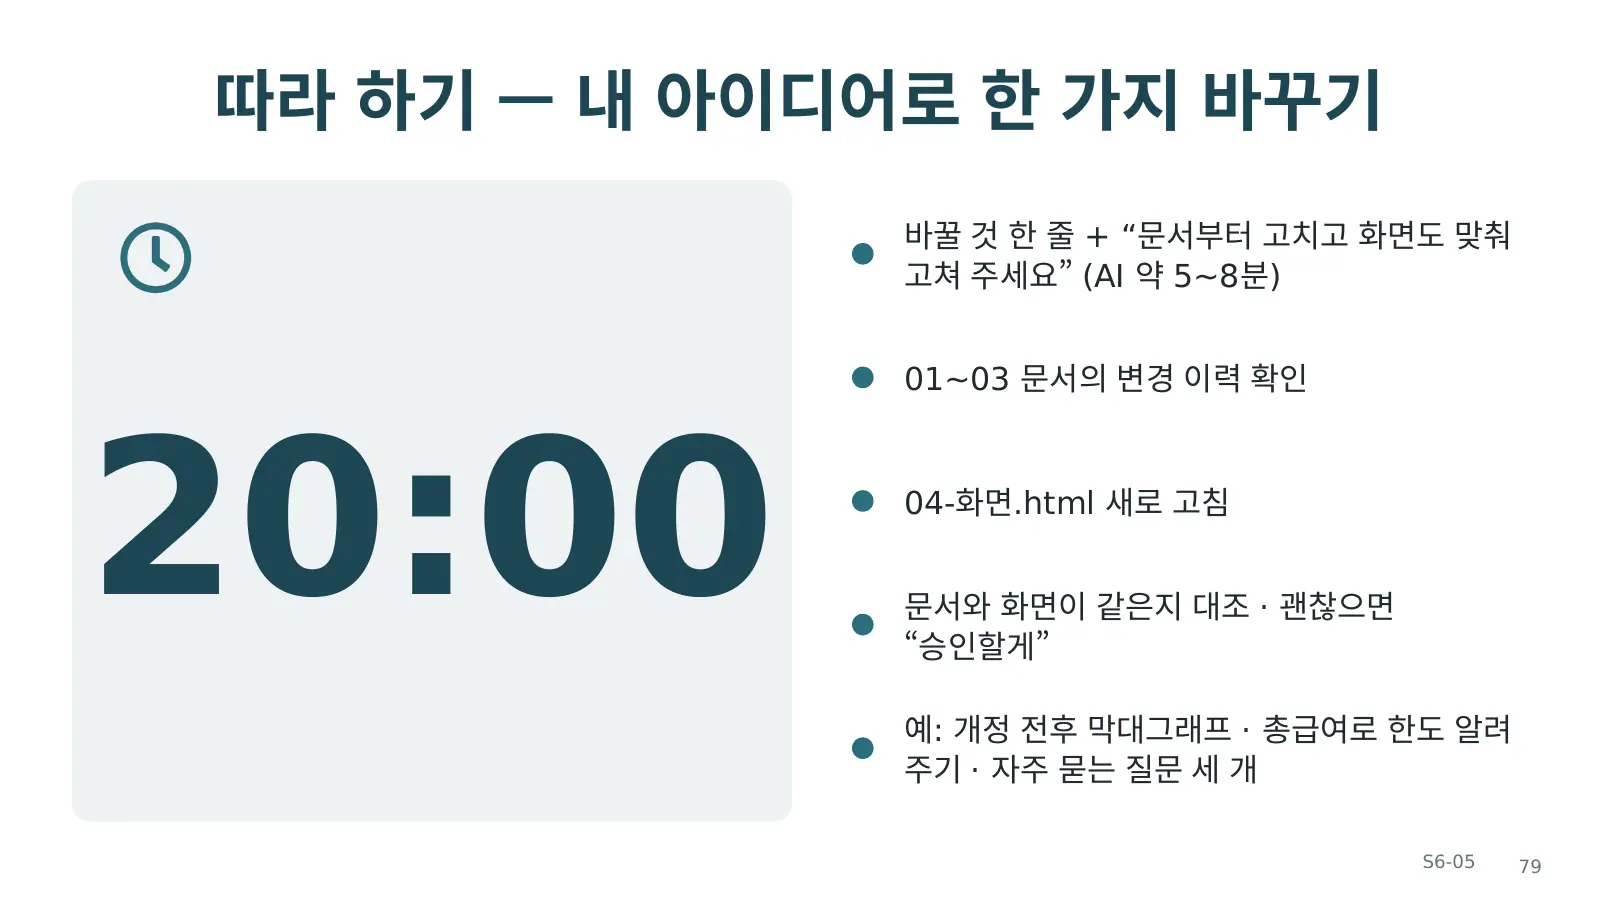 따라 하기 — 내 아이디어로 한 가지 바꾸기
20:00
바꿀 것 한 줄 + “문서부터 고치고 화면도 맞춰
고쳐 주세요” (AI 약 5~8분)
01~03 문서의 변경 이력 확인
04-화면.html 새로 고침
문서와 화면이 같은지 대조 · 괜찮으면
“승인할게”
예: 개정 전후 막대그래프 · 총급여로 한도 알려
주기 · 자주 묻는 질문 세 개
S6-05
79